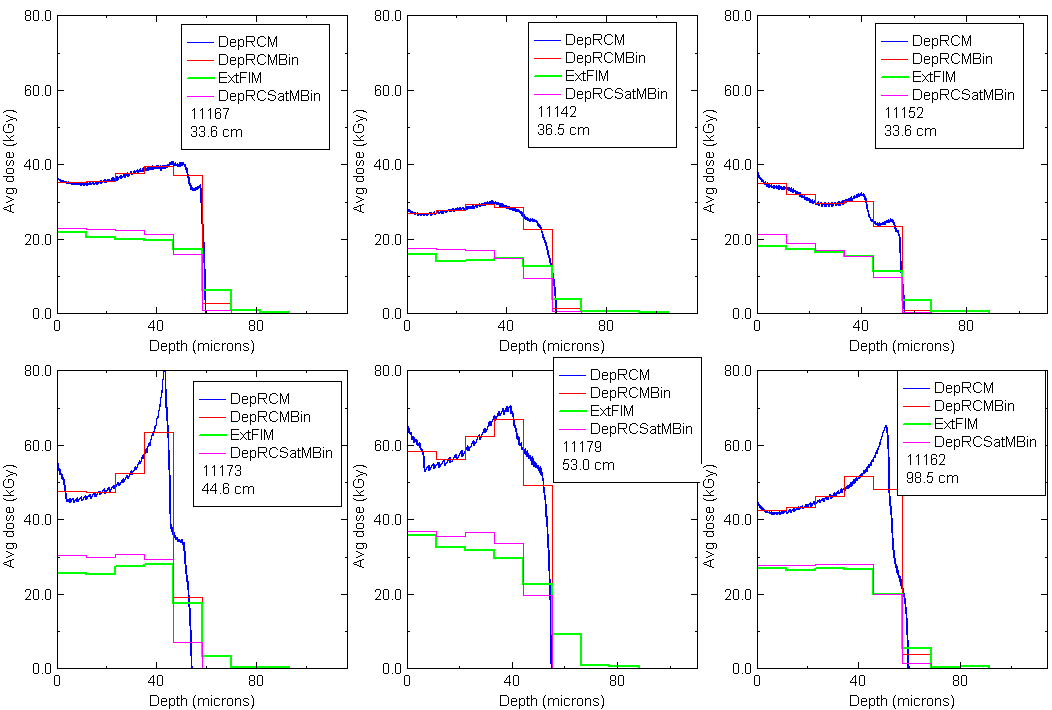 80.0
60.0
40.0
20.0
0.0
Avg dose (kGy)
0
40
80
Depth (microns)
DepRCM
DepRCMBin
ExtFIM
DepRCSatMBin
11167
33.6 cm
80.0
60.0
40.0
20.0
0.0
Avg dose (kGy)
0
40
80
Depth (microns)
DepRCM
DepRCMBin
ExtFIM
DepRCSatMBin
11142
36.5 cm
80.0
60.0
40.0
20.0
0.0
Avg dose (kGy)
0
40
80
Depth (microns)
DepRCM
DepRCMBin
ExtFIM
DepRCSatMBin
11152
33.6 cm
80.0
60.0
40.0
20.0
0.0
Avg dose (kGy)
0
40
80
Depth (microns)
DepRCM
DepRCMBin
ExtFIM
DepRCSatMBin
11173
44.6 cm
80.0
60.0
40.0
20.0
0.0
Avg dose (kGy)
0
40
80
Depth (microns)
DepRCM
DepRCMBin
ExtFIM
DepRCSatMBin
11179
53.0 cm
80.0
60.0
40.0
20.0
0.0
Avg dose (kGy)
0
40
80
Depth (microns)
DepRCM
DepRCMBin
ExtFIM
DepRCSatMBin
11162
98.5 cm